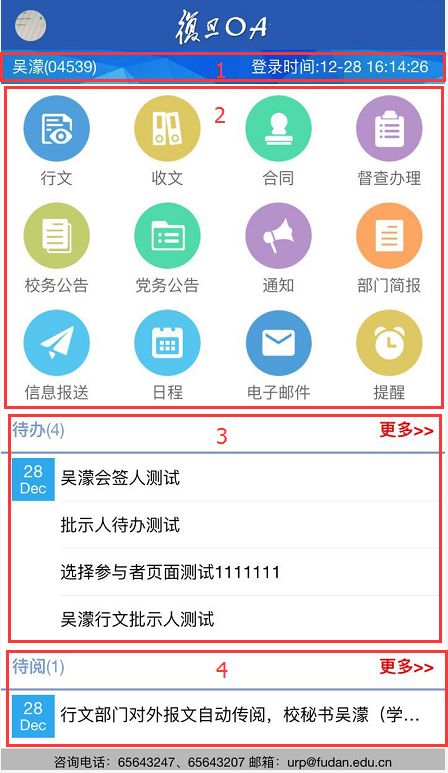 復旦OA
吴濛(04539) 1 登录时间:12-28 16:14:26
2
行文 收文 合同 督查办理
校务公告 党务公告 通知 部门简报
信息报送 日程 电子邮件 提醒
待办(4) 3 更多>>
28
Dec
吴濛会签人测试
批示人待办测试
选择参与者页面测试1111111
吴濛行文批示人测试
待阅(1) 4 更多>>
28
Dec
行文部门对外报文自动传阅，校秘书吴濛（学...
咨询电话：65643247、65643207 邮箱：urp@fudan.edu.cn